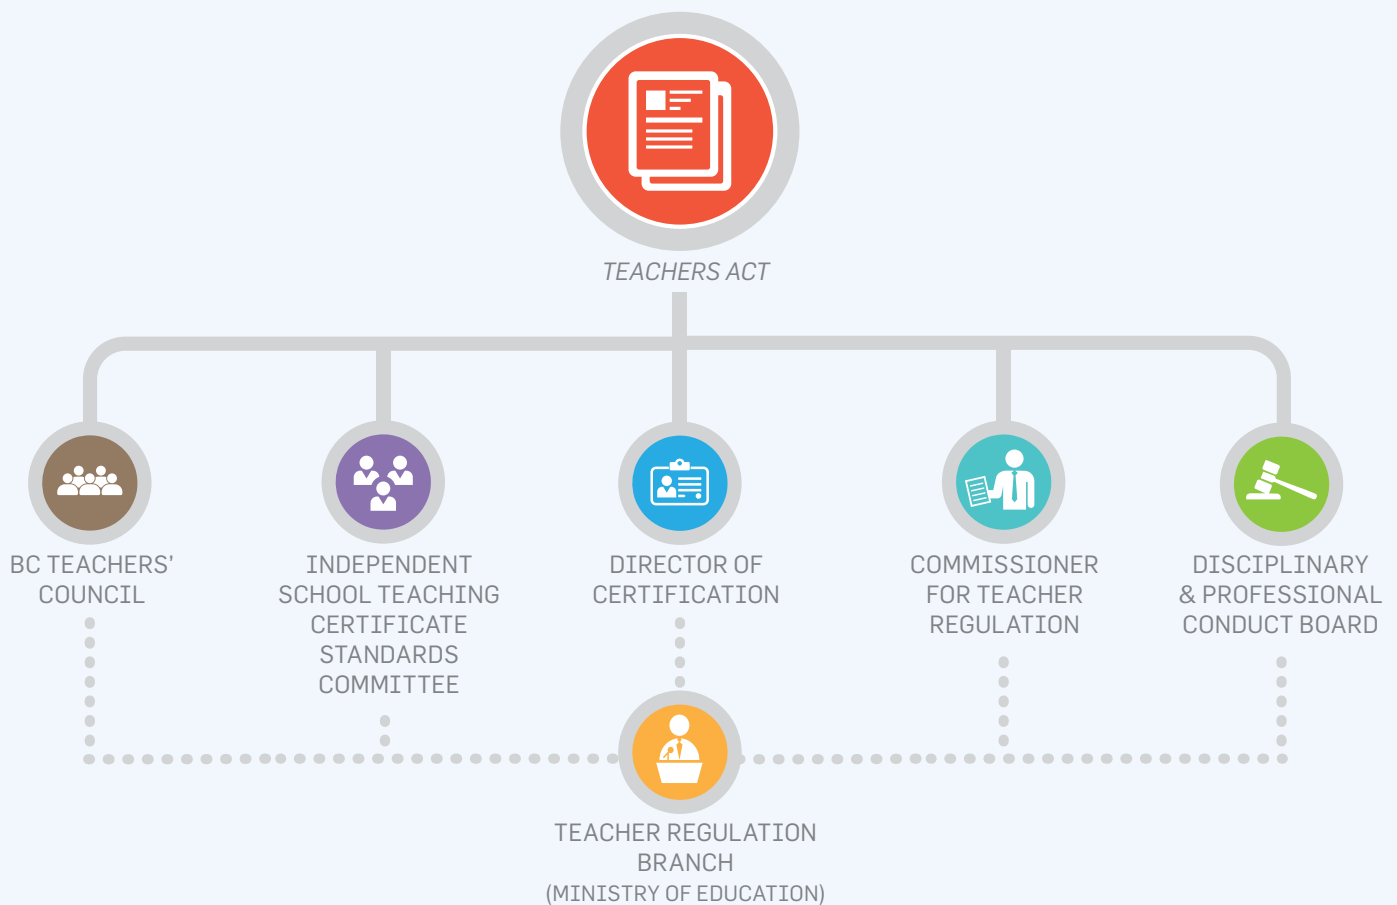 TEACHERS ACT
BC TEACHERS'
COUNCIL
INDEPENDENT
SCHOOL TEACHING
CERTIFICATE
STANDARDS
COMMITTEE
DIRECTOR OF
CERTIFICATION
COMMISSIONER
FOR TEACHER
REGULATION
DISCIPLINARY
& PROFESSIONAL
CONDUCT BOARD
TEACHER REGULATION
BRANCH
(MINISTRY OF EDUCATION)